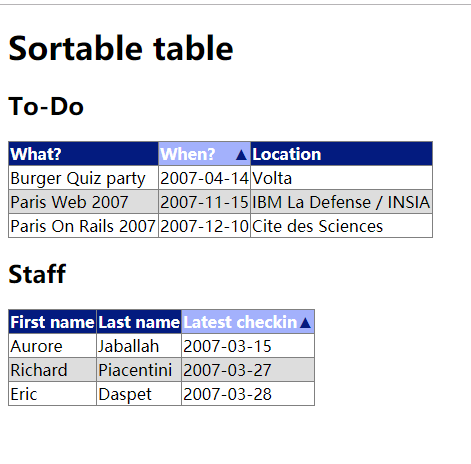 Sortable table
To-Do
What? When? ▲ Location
Burger Quiz party 2007-04-14 Volta
Paris Web 2007 2007-11-15 IBM La Defense / INSIA
Paris On Rails 2007 2007-12-10 Cite des Sciences
Staff
First name Last name Latest checkin ▲
Aurore Jaballah 2007-03-15
Richard Piacentini 2007-03-27
Eric Daspet 2007-03-28